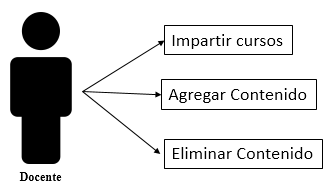 Impartir cursos
Agregar Contenido
Eliminar Contenido
Docente